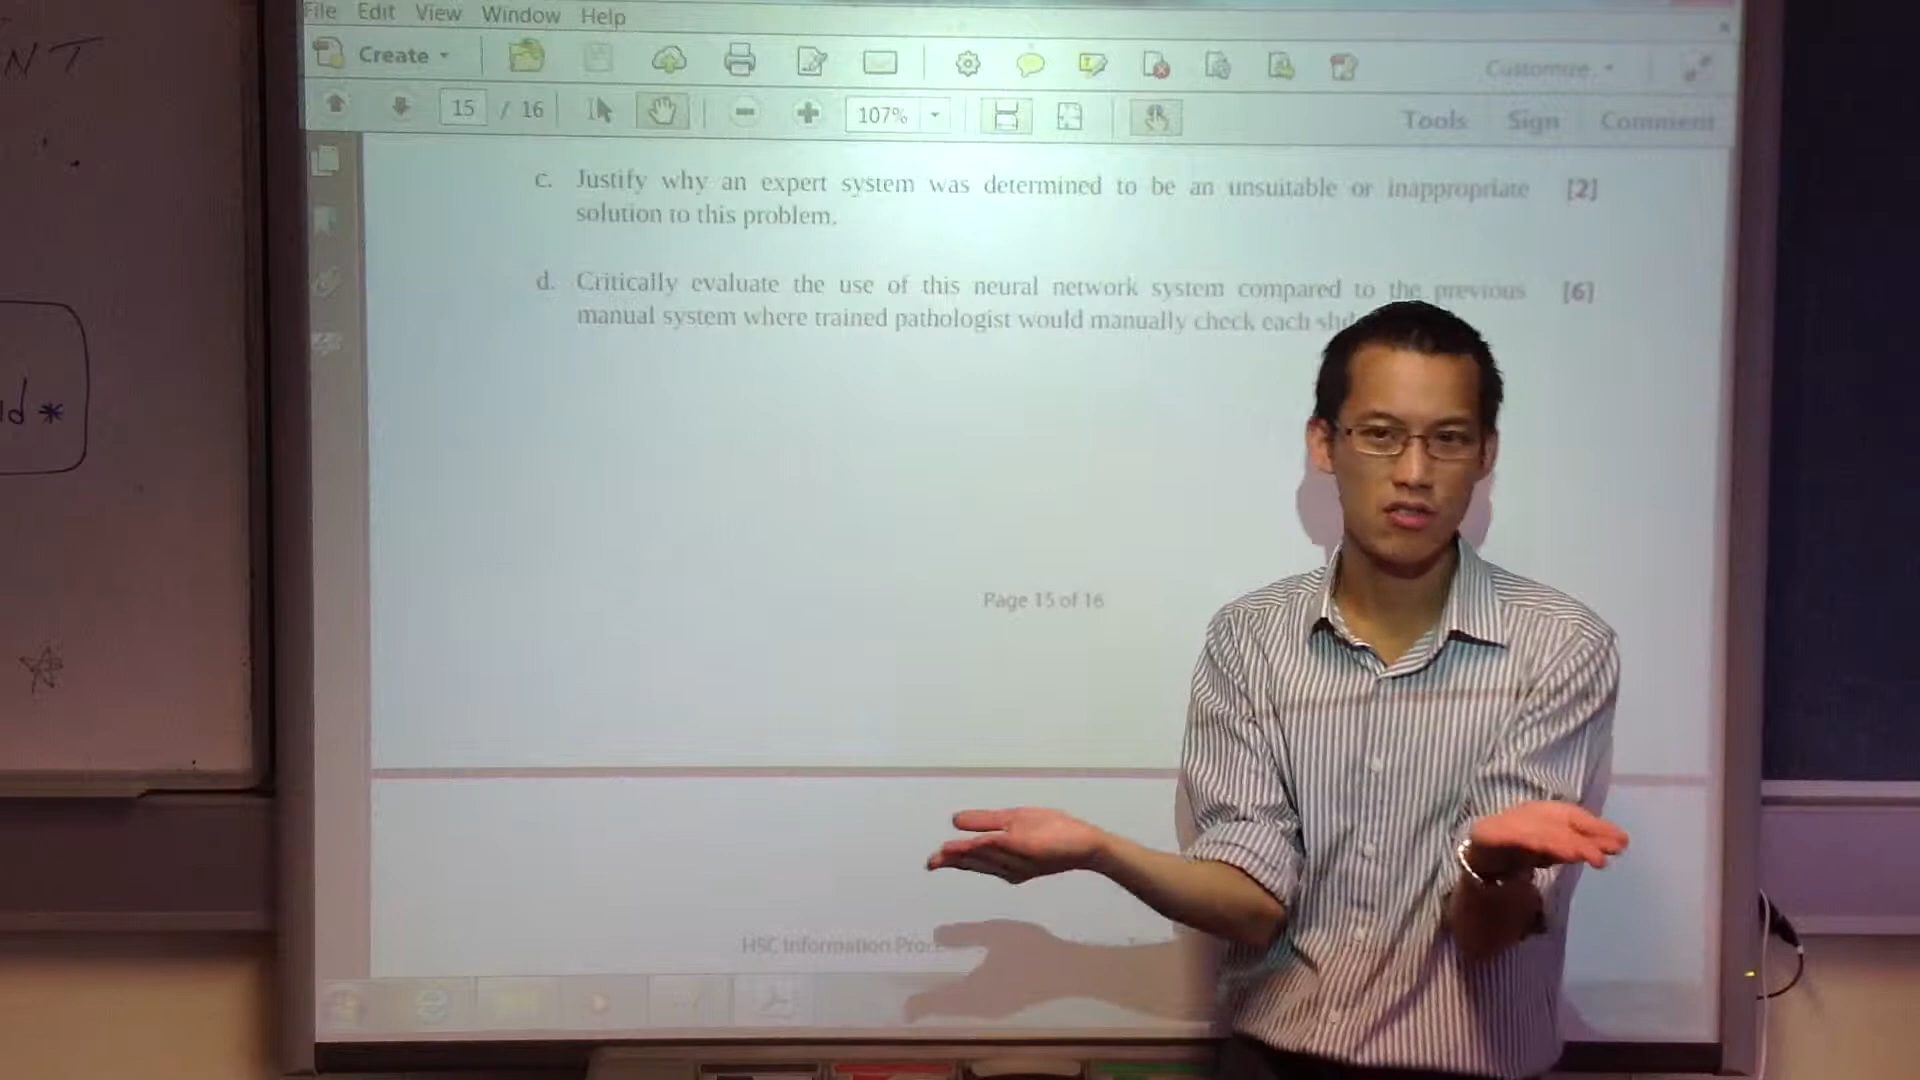 NT
File Edit View Window Help
Create
Customize
15 / 16
107%
Tools Sign Comment
c. Justify why an expert system was determined to be an unsuitable or inappropriate [2]
solution to this problem.
d. Critically evaluate the use of this neural network system compared to the previous [6]
manual system where trained pathologist would manually check each
Page 15 of 16
HSC Information